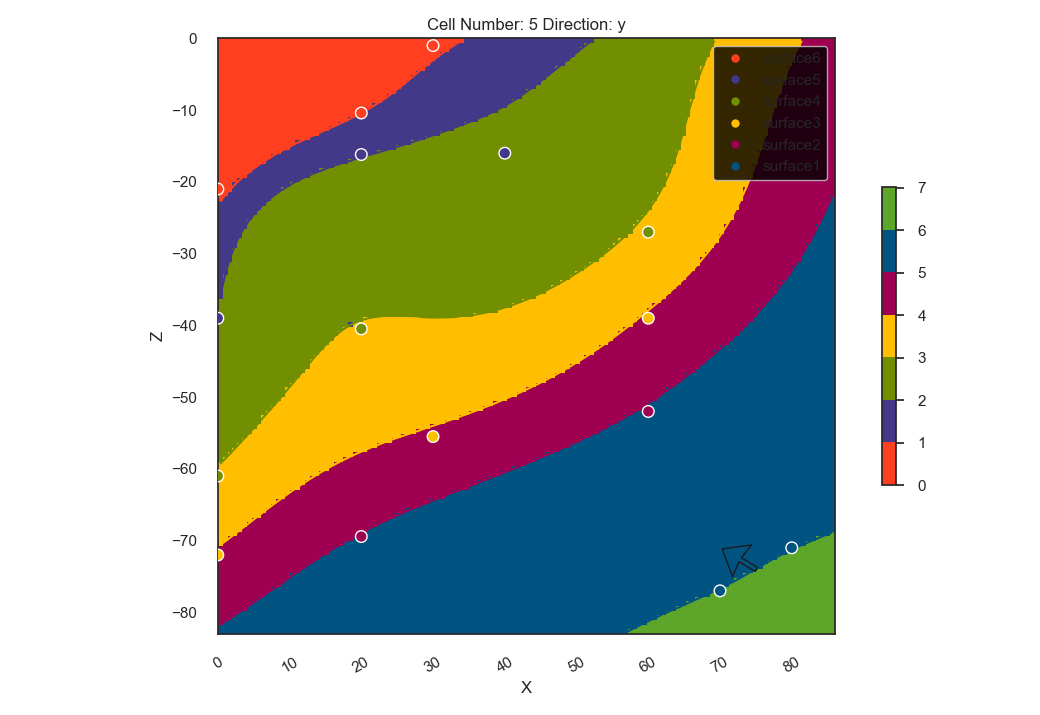 Cell Number: 5 Direction: y
0
−10
−20
−30
−40
−50
−60
−70
−80
Z
0 10 20 30 40 50 60 70 80
X
surface6
surface5
surface4
surface3
surface2
surface1
7
6
5
4
3
2
1
0